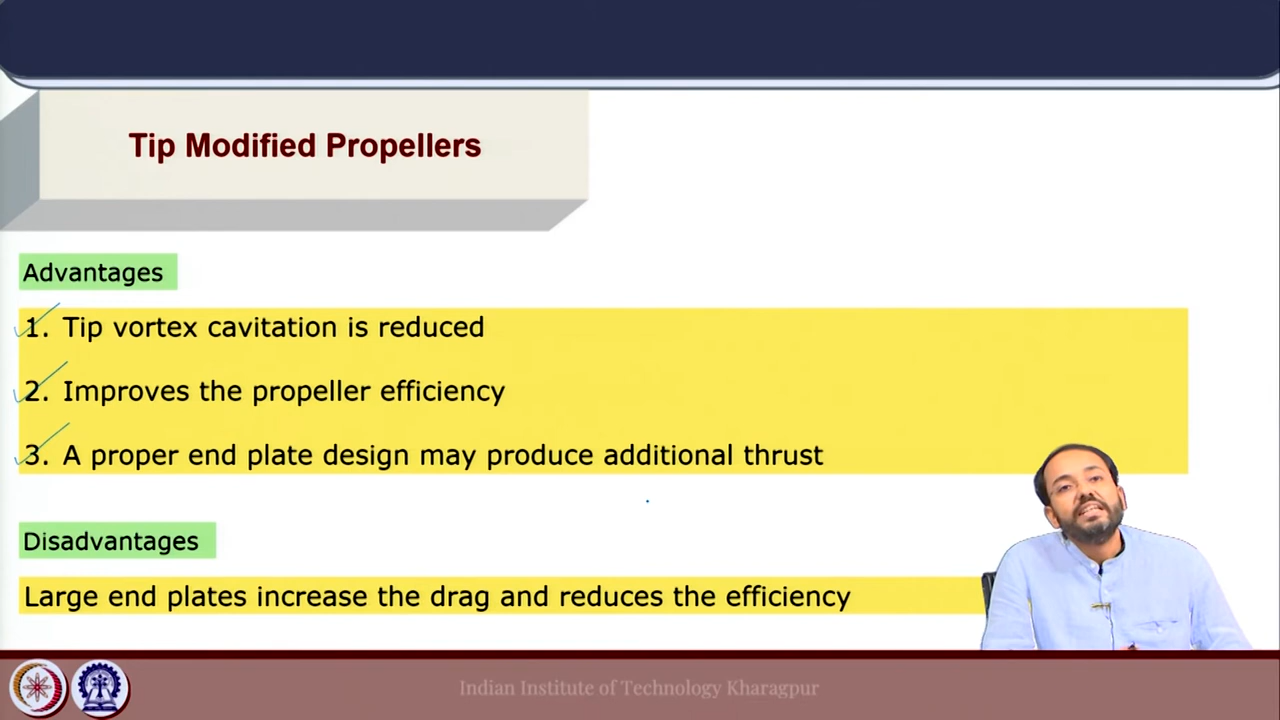 Tip Modified Propellers
Advantages
1. Tip vortex cavitation is reduced
2. Improves the propeller efficiency
3. A proper end plate design may produce additional thrust
Disadvantages
Large end plates increase the drag and reduces the efficiency
Indian Institute of Technology Kharagpur